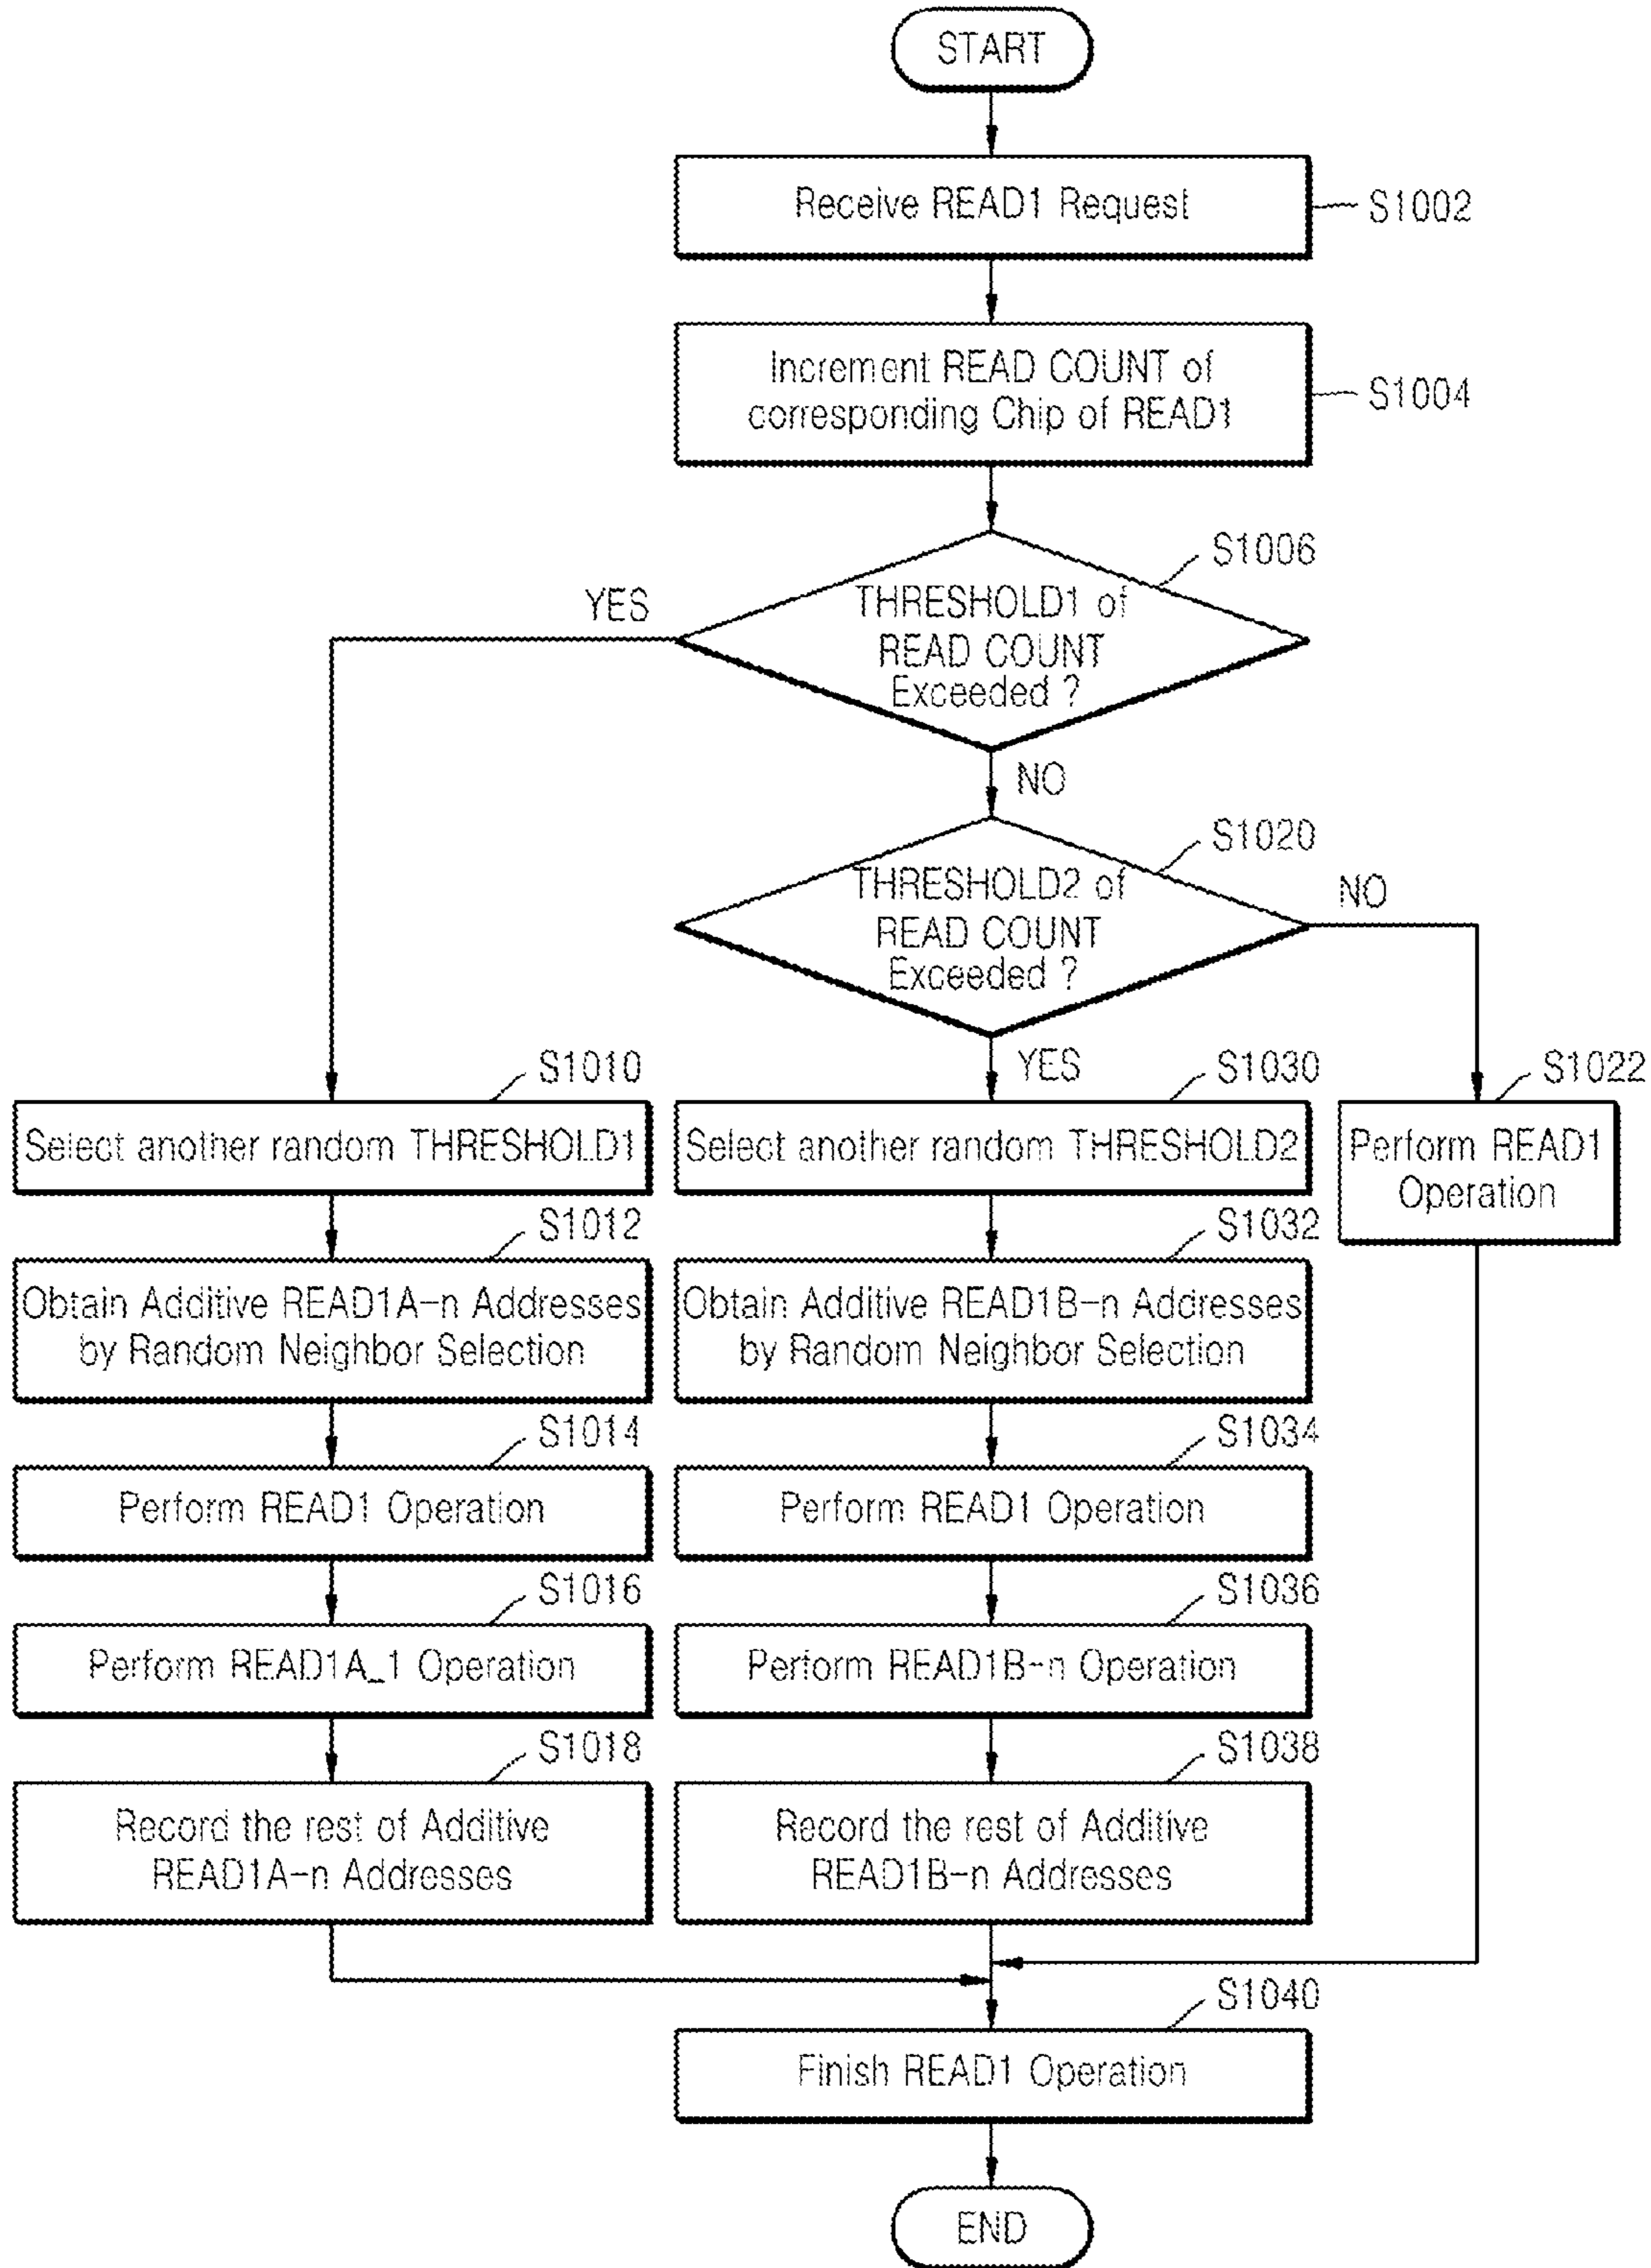 START
Receive READ1 Request
S1002
Increment READ COUNT of
corresponding Chip of READ1
S1004
S1006
THRESHOLD1 of
READ COUNT
Exceeded ?
YES
NO
S1020
THRESHOLD2 of
READ COUNT
Exceeded ?
NO
YES
S1010
Select another random THRESHOLD1
S1012
Obtain Additive READ1A-n Addresses
by Random Neighbor Selection
S1014
Perform READ1 Operation
S1016
Perform READ1A_1 Operation
S1018
Record the rest of Additive
READ1A-n Addresses
S1030
Select another random THRESHOLD2
S1032
Obtain Additive READ1B-n Addresses
by Random Neighbor Selection
S1034
Perform READ1 Operation
S1036
Perform READ1B-n Operation
S1038
Record the rest of Additive
READ1B-n Addresses
S1022
Perform READ1
Operation
S1040
Finish READ1 Operation
END